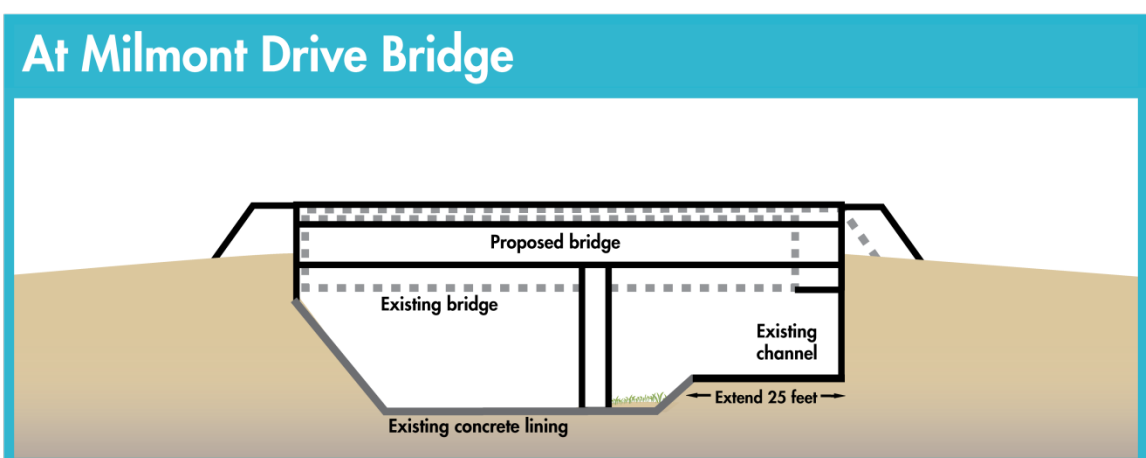 At Milmont Drive Bridge
Proposed bridge
Existing bridge
Existing
channel
Extend 25 feet
Existing concrete lining